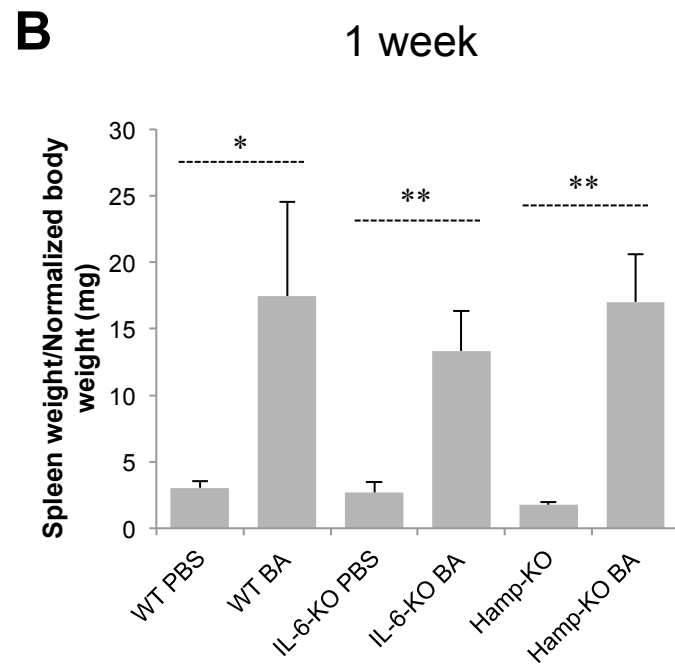 B
1 week
Spleen weight/Normalized body
weight (mg)
30
25
20
15
10
5
0
*
**
**
WT PBS
WT BA
IL-6-KO PBS
IL-6-KO BA
Hamp-KO
Hamp-KO BA